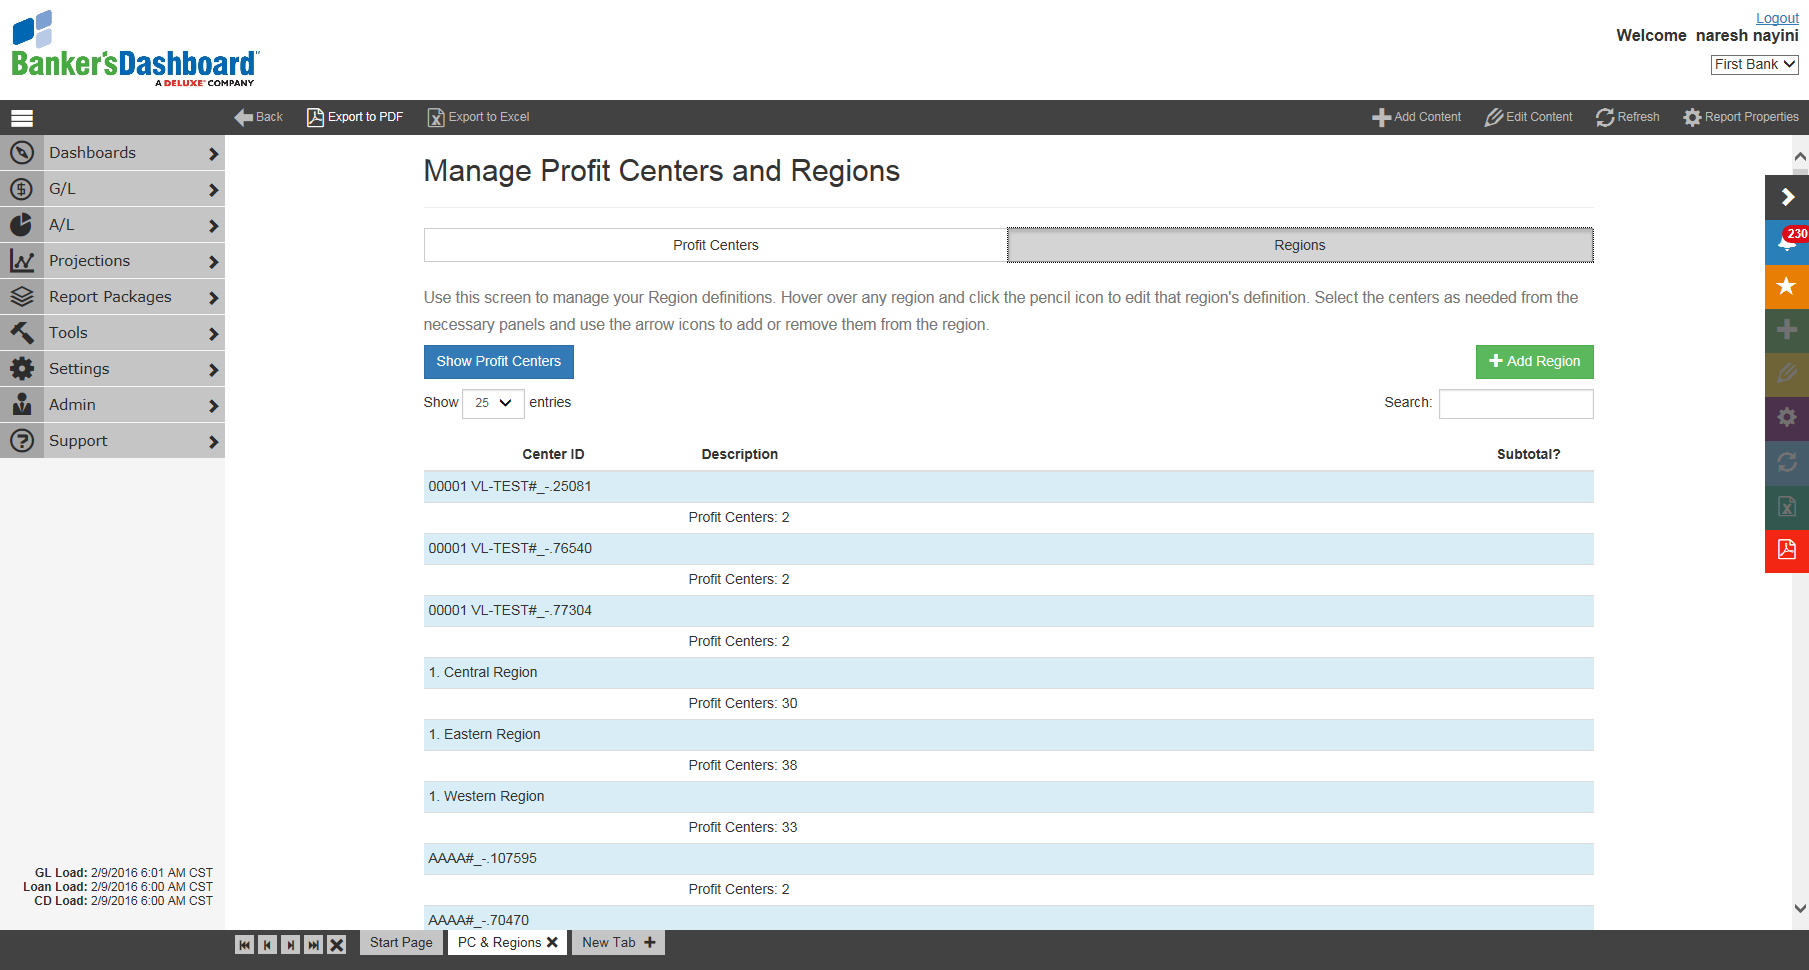 Banker'sDashboard
A DELUXE COMPANY
Logout
Welcome naresh nayini
First Bank
Back
Export to PDF
Export to Excel
Add Content
Edit Content
Refresh
Report Properties
Dashboards
G/L
A/L
Projections
Report Packages
Tools
Settings
Admin
Support
GL Load: 2/9/2016 6:01 AM CST
Loan Load: 2/9/2016 6:00 AM CST
CD Load: 2/9/2016 6:00 AM CST
Manage Profit Centers and Regions
Profit Centers
Regions
Use this screen to manage your Region definitions. Hover over any region and click the pencil icon to edit that region's definition. Select the centers as needed from the
necessary panels and use the arrow icons to add or remove them from the region.
Show Profit Centers
Add Region
Show 25 entries
Search:
Center ID Description Subtotal?
00001 VL-TEST#_-.25081
Profit Centers: 2
00001 VL-TEST#_-.76540
Profit Centers: 2
00001 VL-TEST#_-.77304
Profit Centers: 2
1. Central Region
Profit Centers: 30
1. Eastern Region
Profit Centers: 38
1. Western Region
Profit Centers: 33
AAAA#_-.107595
Profit Centers: 2
AAAA#_-.70470
230
Start Page
PC & Regions
New Tab